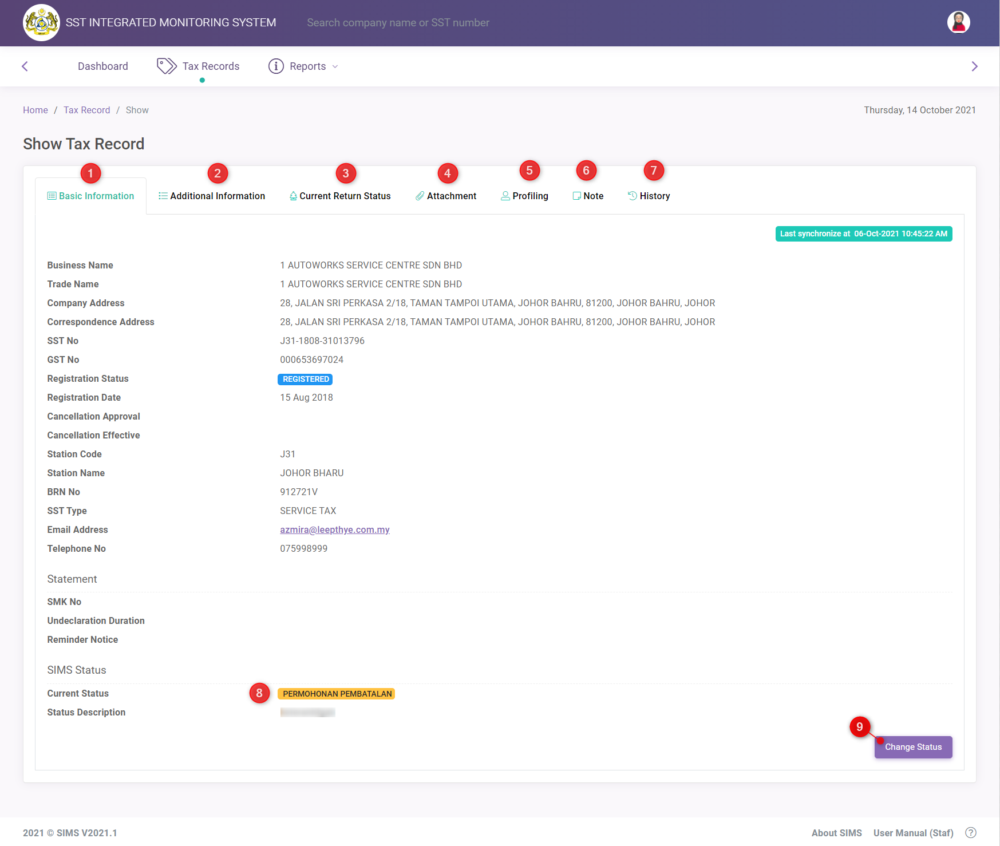 SST INTEGRATED MONITORING SYSTEM Search company name or SST number
Dashboard Tax Records Reports
Home / Tax Record / Show Thursday, 14 October 2021
Show Tax Record
1 2 3 4 5 6 7
Basic Information Additional Information Current Return Status Attachment Profiling Note History
Last synchronize at 06-Oct-2021 10:45:22 AM
Business Name 1 AUTOWORKS SERVICE CENTRE SDN BHD
Trade Name 1 AUTOWORKS SERVICE CENTRE SDN BHD
Company Address 28, JALAN SRI PERKASA 2/18, TAMAN TAMPOI UTAMA, JOHOR BAHRU, 81200, JOHOR BAHRU, JOHOR
Correspondence Address 28, JALAN SRI PERKASA 2/18, TAMAN TAMPOI UTAMA, JOHOR BAHRU, 81200, JOHOR BAHRU, JOHOR
SST No J31-1808-31013796
GST No 000653697024
Registration Status REGISTERED
Registration Date 15 Aug 2018
Cancellation Approval
Cancellation Effective
Station Code J31
Station Name JOHOR BHARU
BRN No 912721V
SST Type SERVICE TAX
Email Address azmira@leepthye.com.my
Telephone No 075998999
Statement
SMK No
Undeclaration Duration
Reminder Notice
SIMS Status
Current Status 8 PERMOHONAN PEMBATALAN
Status Description
9
Change Status
2021 © SIMS V2021.1 About SIMS User Manual (Staf) ?